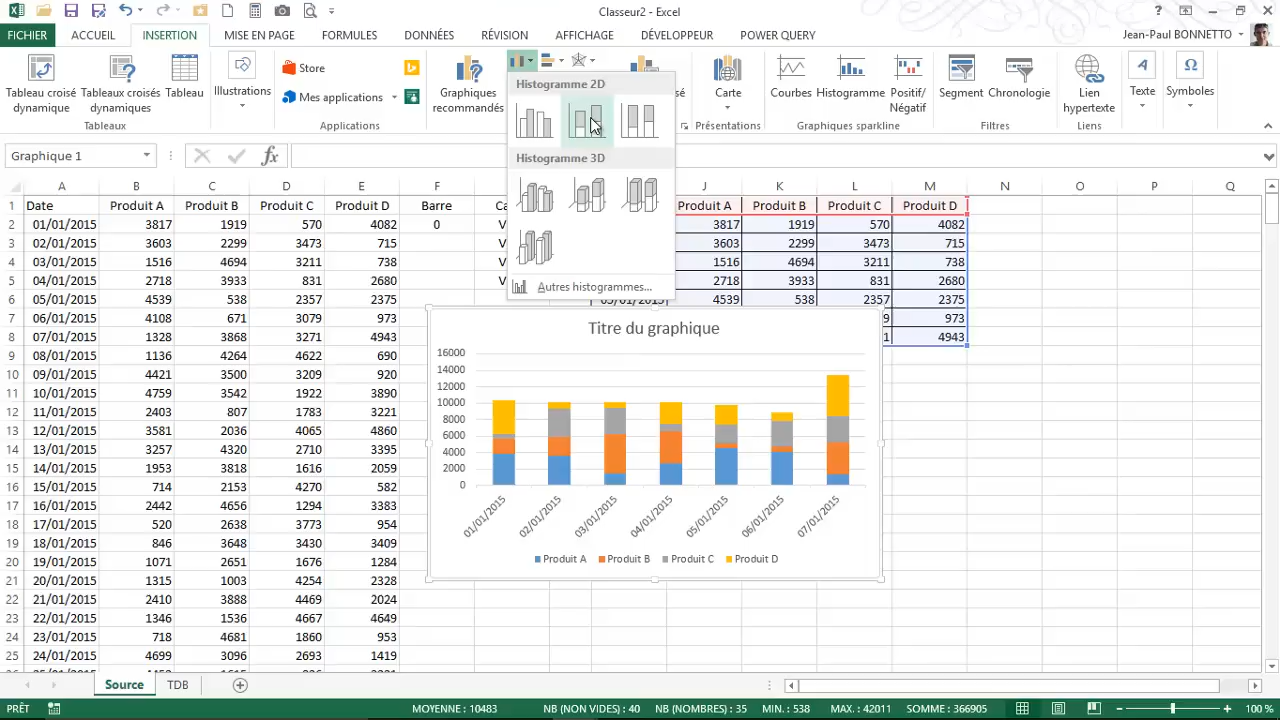 Classeur2 - Excel
FICHIER ACCUEIL INSERTION MISE EN PAGE FORMULES DONNÉES RÉVISION AFFICHAGE DÉVELOPPEUR POWER QUERY Jean-Paul BONNETTO
Tableau croisé dynamique
Tableaux croisés dynamiques
Tableau
Tableaux
Illustrations
Store
Mes applications
Applications
Graphiques recommandés
Histogramme 2D
Histogramme 3D
Autres histogrammes...
Carte
Présentations
Courbes
Histogramme
Positif/ Négatif
Graphiques sparkline
Segment
Chronologie
Filtres
Lien hypertexte
Liens
Texte
Symboles
Graphique 1 fx
A B C D E F J K L M N O P Q
1 Date Produit A Produit B Produit C Produit D Barre Produit A Produit B Produit C Produit D
2 01/01/2015 3817 1919 570 4082 0 3817 1919 570 4082
3 02/01/2015 3603 2299 3473 715 3603 2299 3473 715
4 03/01/2015 1516 4694 3211 738 1516 4694 3211 738
5 04/01/2015 2718 3933 831 2680 2718 3933 831 2680
6 05/01/2015 4539 538 2357 2375 05/01/2015 4539 538 2357 2375
7 06/01/2015 4108 671 3079 973 9 973
8 07/01/2015 1328 3868 3271 4943 1 4943
9 08/01/2015 1136 4264 4622 690
10 09/01/2015 4421 3500 3209 920
11 10/01/2015 4759 3542 1922 3890
12 11/01/2015 2403 807 1783 3221
13 12/01/2015 3581 2036 4065 4860
14 13/01/2015 3257 4320 2710 3395
15 14/01/2015 1953 3818 1616 2059
16 15/01/2015 714 2153 4270 582
17 16/01/2015 2442 4656 1294 3383
18 17/01/2015 520 2638 3773 954
19 18/01/2015 846 3648 3430 3409
20 19/01/2015 1071 2651 1676 1284
21 20/01/2015 1315 1003 4254 2328
22 21/01/2015 2410 3888 4469 2024
23 22/01/2015 1346 1536 4667 4649
24 23/01/2015 718 4681 1860 953
25 24/01/2015 4699 3096 2693 1419
Titre du graphique
16000
14000
12000
10000
8000
6000
4000
2000
0
01/01/2015 02/01/2015 03/01/2015 04/01/2015 05/01/2015 06/01/2015 07/01/2015
Produit A Produit B Produit C Produit D
Source TDB
PRÊT MOYENNE : 10483 NB (NON VIDES) : 40 NB (NOMBRES) : 35 MIN. : 538 MAX. : 42011 SOMME : 366905 100 %